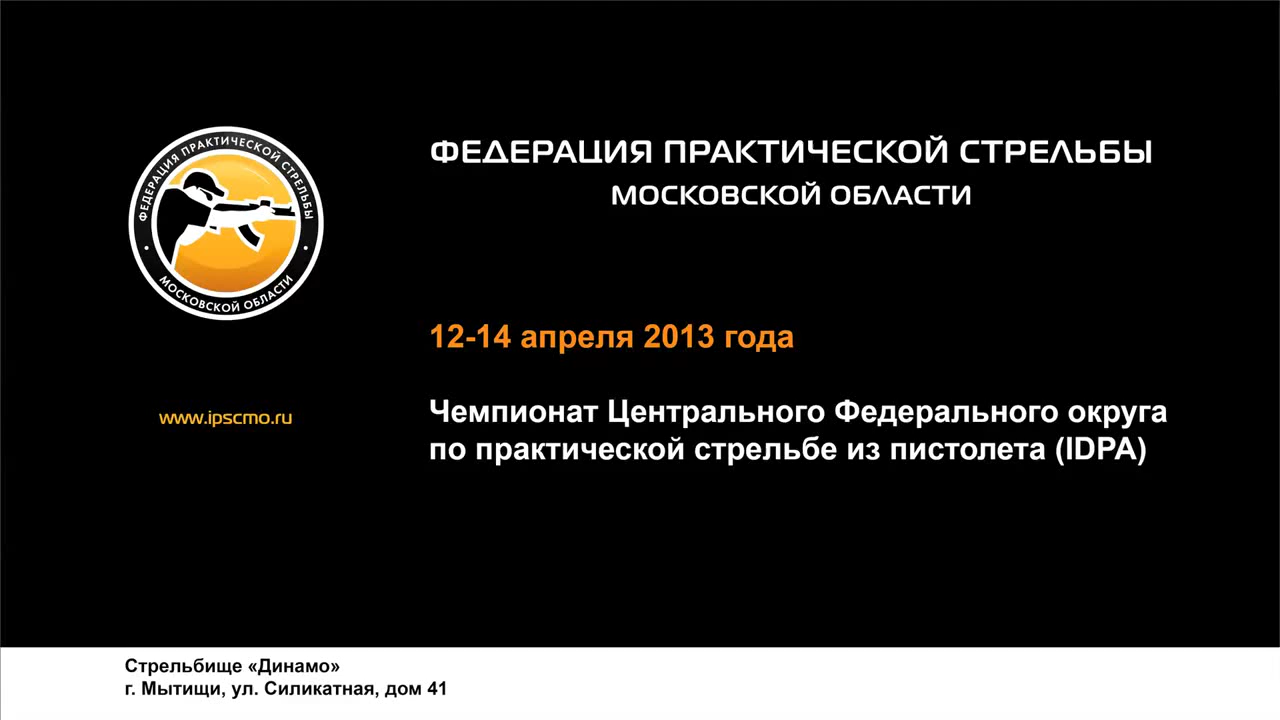 ФЕДЕРАЦИЯ ПРАКТИЧЕСКОЙ СТРЕЛЬБЫ
МОСКОВСКОЙ ОБЛАСТИ
ФЕДЕРАЦИЯ ПРАКТИЧЕСКОЙ СТРЕЛЬБЫ
МОСКОВСКОЙ ОБЛАСТИ
12-14 апреля 2013 года
www.ipscmo.ru
Чемпионат Центрального Федерального округа
по практической стрельбе из пистолета (IDPA)
Стрельбище «Динамо»
г. Мытищи, ул. Силикатная, дом 41